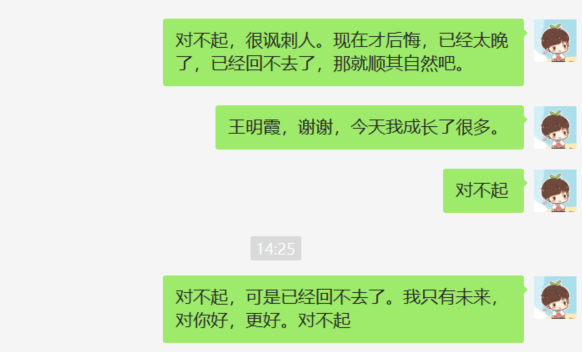 对不起，很讽刺人。现在才后悔，已经太晚
了，已经回不去了，那就顺其自然吧。
王明霞，谢谢，今天我成长了很多。
对不起
14:25
对不起，可是已经回不去了。我只有未来，
对你好，更好。对不起